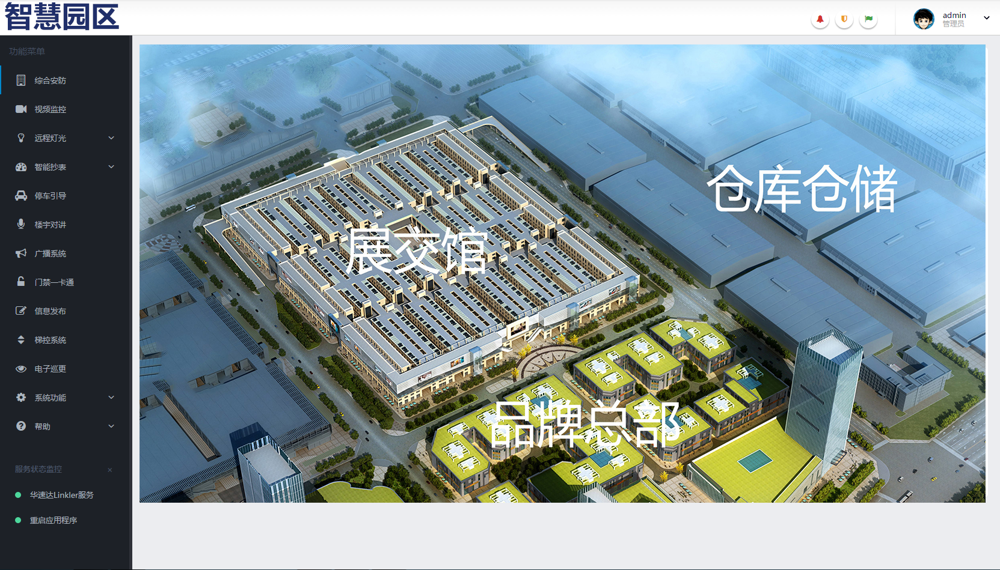 智慧园区
admin
管理员
功能菜单
综合安防
视频监控
远程灯光
智能抄表
停车引导
楼宇对讲
广播系统
门禁一卡通
信息发布
梯控系统
电子巡更
系统功能
帮助
服务状态监控 ×
华速达Linkler服务
重启应用程序
仓库仓储
展交馆
品牌总部